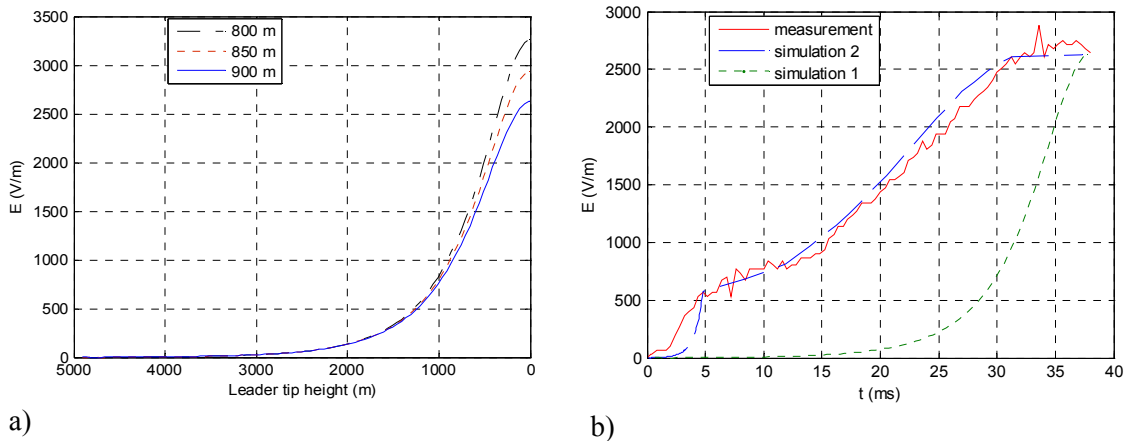 800 m
850 m
900 m
E (V/m)
3500
3000
2500
2000
1500
1000
500
0
5000 4000 3000 2000 1000 0
Leader tip height (m)
a)
measurement
simulation 2
simulation 1
E (V/m)
3000
2500
2000
1500
1000
500
0
0 5 10 15 20 25 30 35 40
t (ms)
b)